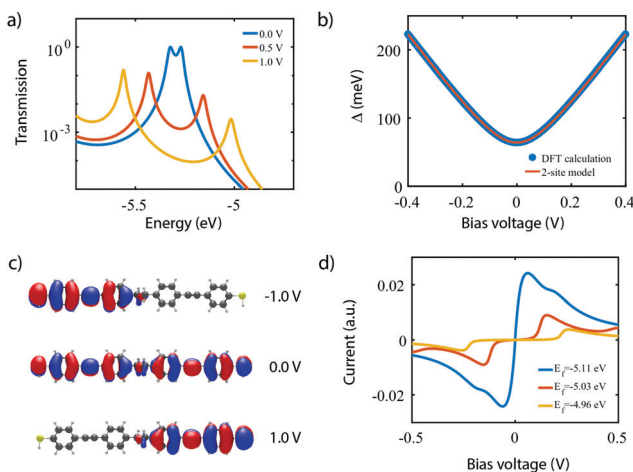 a)
10⁰
10⁻³
Transmission
-5.5
-5
Energy (eV)
0.0 V
0.5 V
1.0 V
b)
200
100
0
Δ (meV)
-0.4
-0.2
0
0.2
0.4
Bias voltage (V)
DFT calculation
2-site model
c)
-1.0 V
0.0 V
1.0 V
d)
0.02
0
-0.02
Current (a.u.)
-0.5
0
0.5
Bias (V)
E_f=-5.11 eV
E_f=-5.03 eV
E_f=-4.96 eV